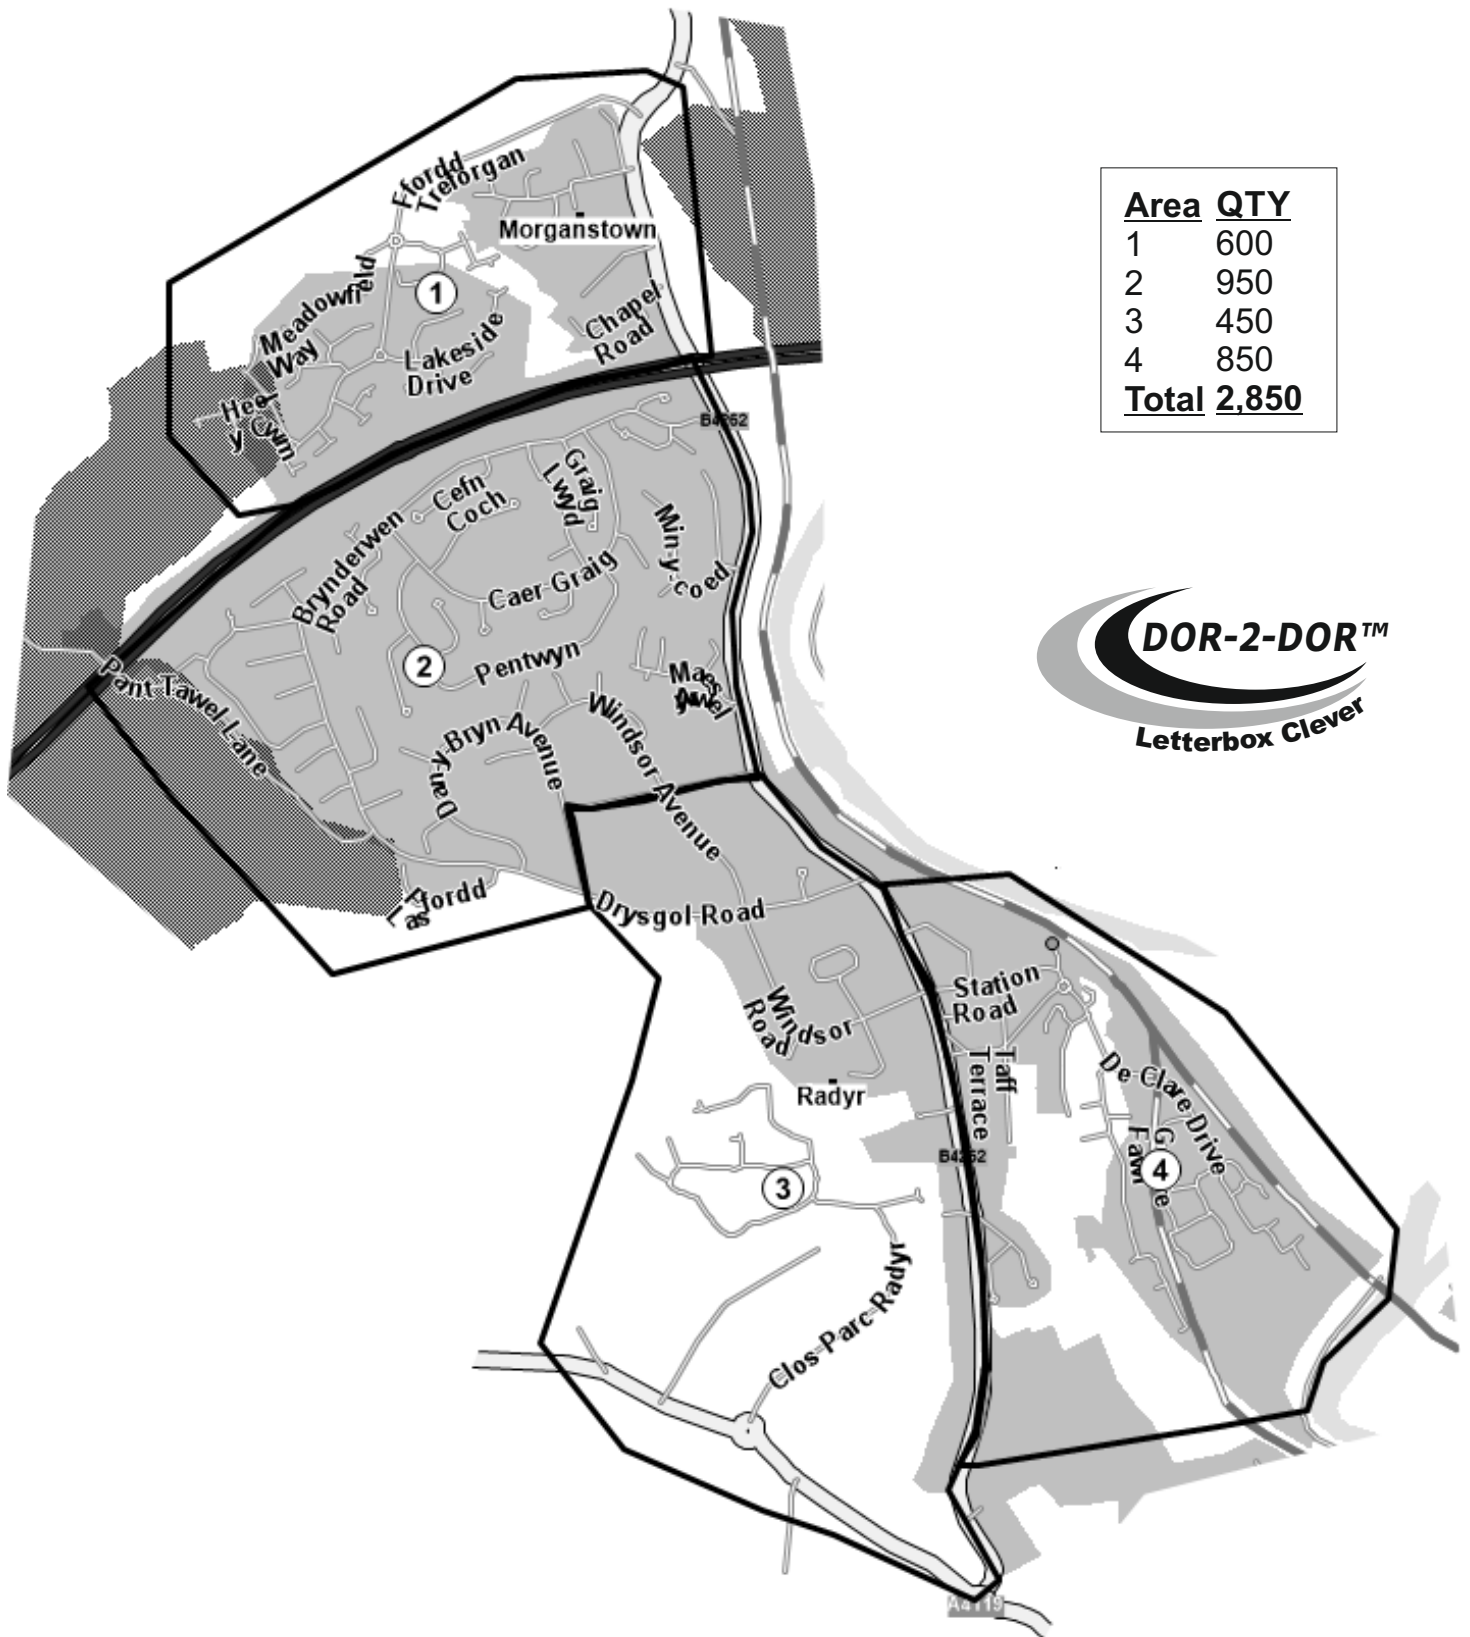 Ffordd
Treforgan
Morganstown
Area QTY
1 600
2 950
3 450
4 850
Total 2,850
1
Meadowfield
Way
Lakeside
Drive
Chapel
Road
Heol
y Cwm
B4262
Cefn
Coch
Graig
Lwyd
Min-y-coed
Brynderwen
Road
Caer Graig
2
Pentwyn
Maes
Awel
Pant Tawel Lane
Dan-y-Bryn Avenue
Windsor Avenue
DOR-2-DOR™
Letterbox Clever
Ffordd
Las
Drysgol Road
Station
Road
Windsor
Road
Taff
Terrace
De Clare Drive
Radyr
B4262
Fawn
3
4
Clos Parc Radyr
A4119